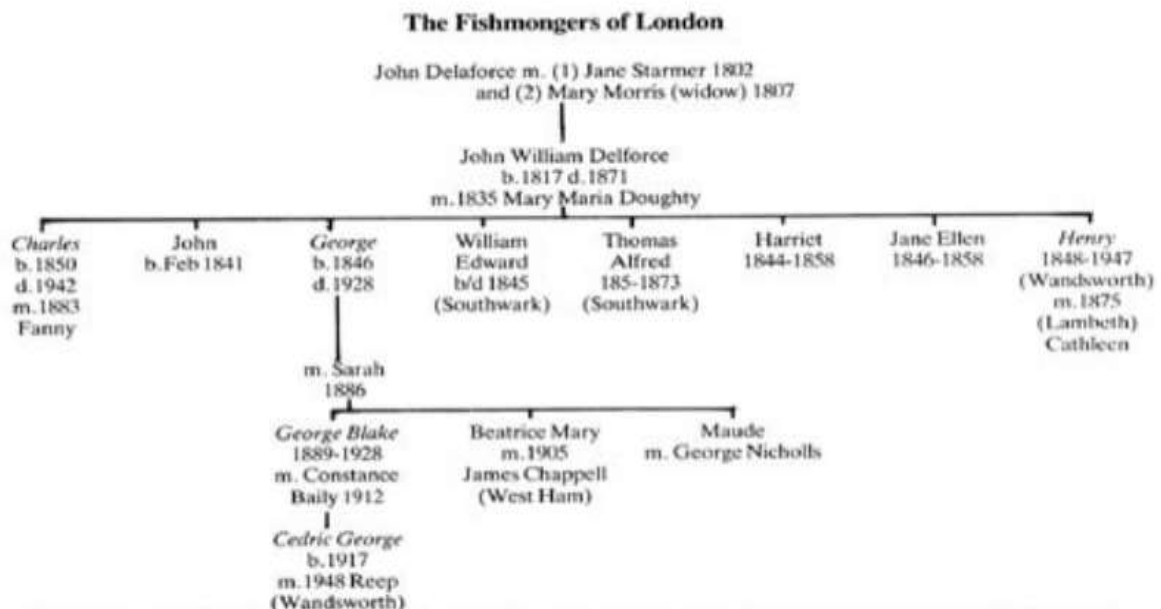 The Fishmongers of London
John Delaforce m. (1) Jane Starmer 1802
and (2) Mary Morris (widow) 1807
John William Delforce
b.1817 d.1871
m.1835 Mary Maria Doughty
Charles
b.1850
d.1942
m.1883
Fanny
John
b.Feb 1841
George
b.1846
d.1928
William
Edward
b/d 1845
(Southwark)
Thomas
Alfred
185-1873
(Southwark)
Harriet
1844-1858
Jane Ellen
1846-1858
Henry
1848-1947
(Wandsworth)
m.1875
(Lambeth)
Cathleen
m. Sarah
1886
George Blake
1889-1928
m. Constance
Baily 1912
Beatrice Mary
m.1905
James Chappell
(West Ham)
Maude
m. George Nicholls
Cedric George
b.1917
m.1948 Reep
(Wandsworth)